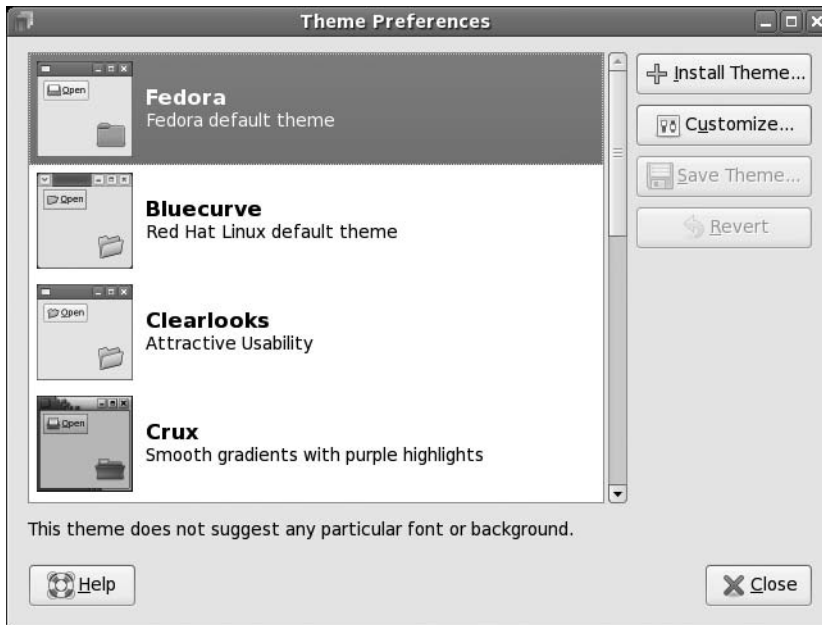 Theme Preferences
Open
Fedora
Fedora default theme
Open
Bluecurve
Red Hat Linux default theme
Open
Clearlooks
Attractive Usability
Open
Crux
Smooth gradients with purple highlights
Install Theme...
Customize...
Save Theme...
Revert
This theme does not suggest any particular font or background.
Help
Close